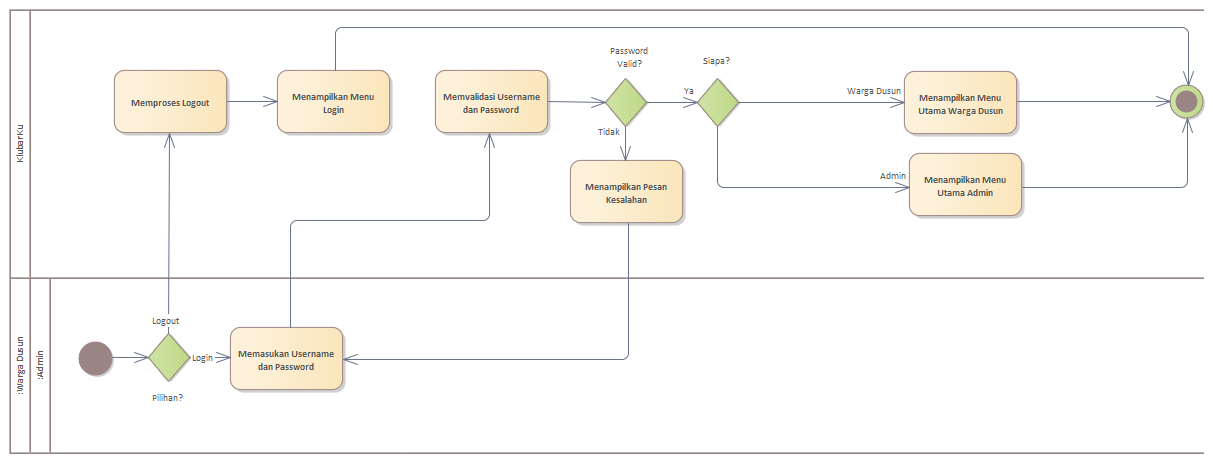 KlubarKu
Memproses Logout
Menampilkan Menu
Login
Memvalidasi Username
dan Password
Password
Valid?
Ya
Tidak
Siapa?
Warga Dusun
Menampilkan Menu
Utama Warga Dusun
Admin
Menampilkan Menu
Utama Admin
Menampilkan Pesan
Kesalahan
:Warga Dusun
:Admin
Logout
Login
Pilihan?
Memasukan Username
dan Password